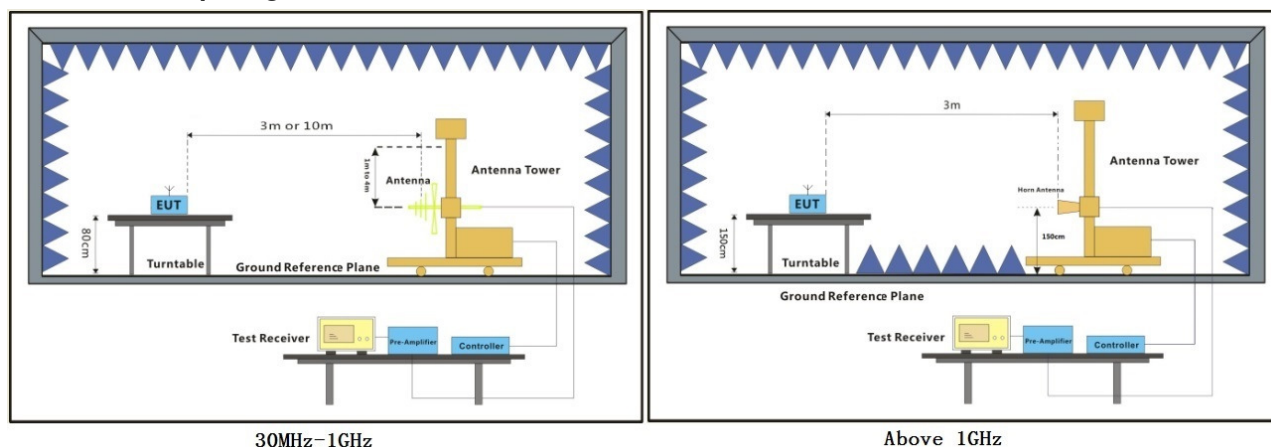 3m or 10m
1m to 4m
Antenna
Antenna Tower
EUT
80cm
Turntable
Ground Reference Plane
Test Receiver
Pre-Amplifier
Controller
30MHz-1GHz
3m
Antenna Tower
Horn Antenna
EUT
150cm
150cm
Turntable
Ground Reference Plane
Test Receiver
Pre-Amplifier
Controller
Above 1GHz